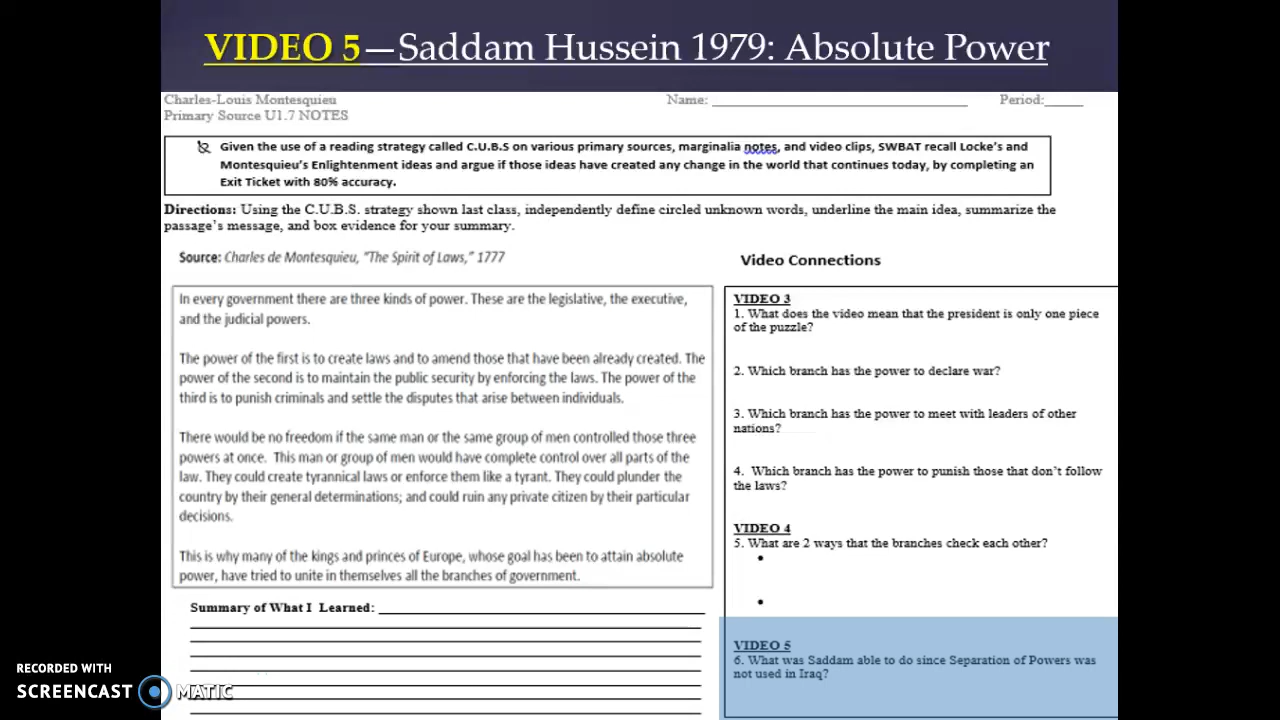 VIDEO 5—Saddam Hussein 1979: Absolute Power
Charles-Louis Montesquieu
Name: ____________ Period:_____
Primary Source U1.7 NOTES
Given the use of a reading strategy called C.U.B.S on various primary sources, marginalia notes, and video clips, SWBAT recall Locke's and
Montesquieu's Enlightenment ideas and argue if those ideas have created any change in the world that continues today, by completing an
Exit Ticket with 80% accuracy.
Directions: Using the C.U.B.S. strategy shown last class, independently define circled unknown words, underline the main idea, summarize the
passage's message, and box evidence for your summary.
Source: Charles de Montesquieu, "The Spirit of Laws," 1777
In every government there are three kinds of power. These are the legislative, the executive,
and the judicial powers.
The power of the first is to create laws and to amend those that have been already created. The
power of the second is to maintain the public security by enforcing the laws. The power of the
third is to punish criminals and settle the disputes that arise between individuals.
There would be no freedom if the same man or the same group of men controlled those three
powers at once. This man or group of men would have complete control over all parts of the
law. They could create tyrannical laws or enforce them like a tyrant. They could plunder the
country by their general determinations; and could ruin any private citizen by their particular
decisions.
This is why many of the kings and princes of Europe, whose goal has been to attain absolute
power, have tried to unite in themselves all the branches of government.
Summary of What I Learned: ____________
Video Connections
VIDEO 3
1. What does the video mean that the president is only one piece
of the puzzle?
2. Which branch has the power to declare war?
3. Which branch has the power to meet with leaders of other
nations?
4. Which branch has the power to punish those that don't follow
the laws?
VIDEO 4
5. What are 2 ways that the branches check each other?
•
•
VIDEO 5
6. What was Saddam able to do since Separation of Powers was
not used in Iraq?
RECORDED WITH
SCREENCAST MATIC